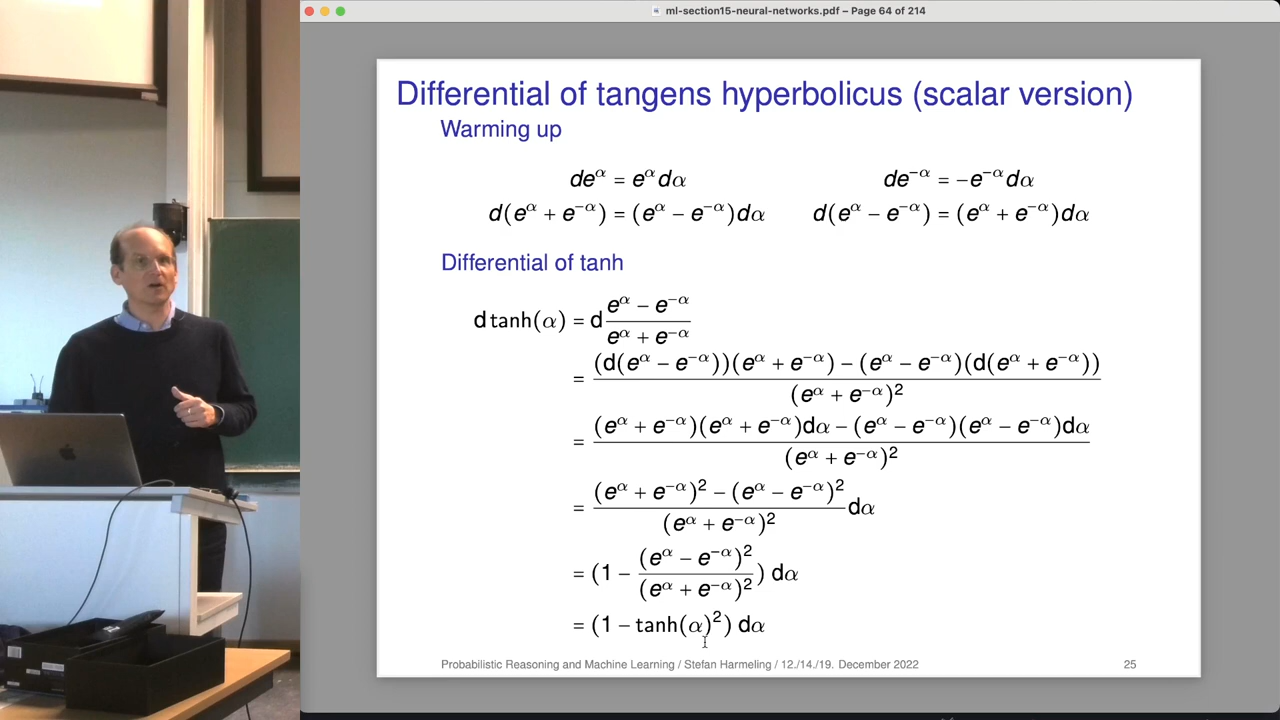 ml-section15-neural-networks.pdf – Page 64 of 214
Differential of tangens hyperbolicus (scalar version)
Warming up
de^α = e^α dα    de^{−α} = −e^{−α} dα
d(e^α + e^{−α}) = (e^α − e^{−α})dα    d(e^α − e^{−α}) = (e^α + e^{−α})dα
Differential of tanh
d tanh(α) = d (e^α − e^{−α}) / (e^α + e^{−α})
= ((d(e^α − e^{−α}))(e^α + e^{−α}) − (e^α − e^{−α})(d(e^α + e^{−α}))) / (e^α + e^{−α})^2
= ((e^α + e^{−α})(e^α + e^{−α})dα − (e^α − e^{−α})(e^α − e^{−α})dα) / (e^α + e^{−α})^2
= ((e^α + e^{−α})^2 − (e^α − e^{−α})^2) / (e^α + e^{−α})^2 dα
= (1 − (e^α − e^{−α})^2 / (e^α + e^{−α})^2) dα
= (1 − tanh(α)^2) dα
Probabilistic Reasoning and Machine Learning / Stefan Harmeling / 12./14./19. December 2022    25